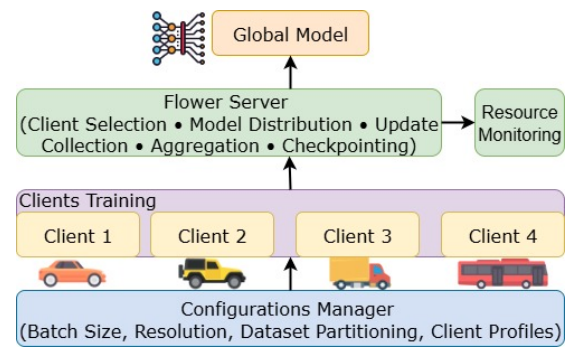 Global Model
Flower Server
(Client Selection • Model Distribution • Update
Collection • Aggregation • Checkpointing)
Resource
Monitoring
Clients Training
Client 1
Client 2
Client 3
Client 4
Configurations Manager
(Batch Size, Resolution, Dataset Partitioning, Client Profiles)